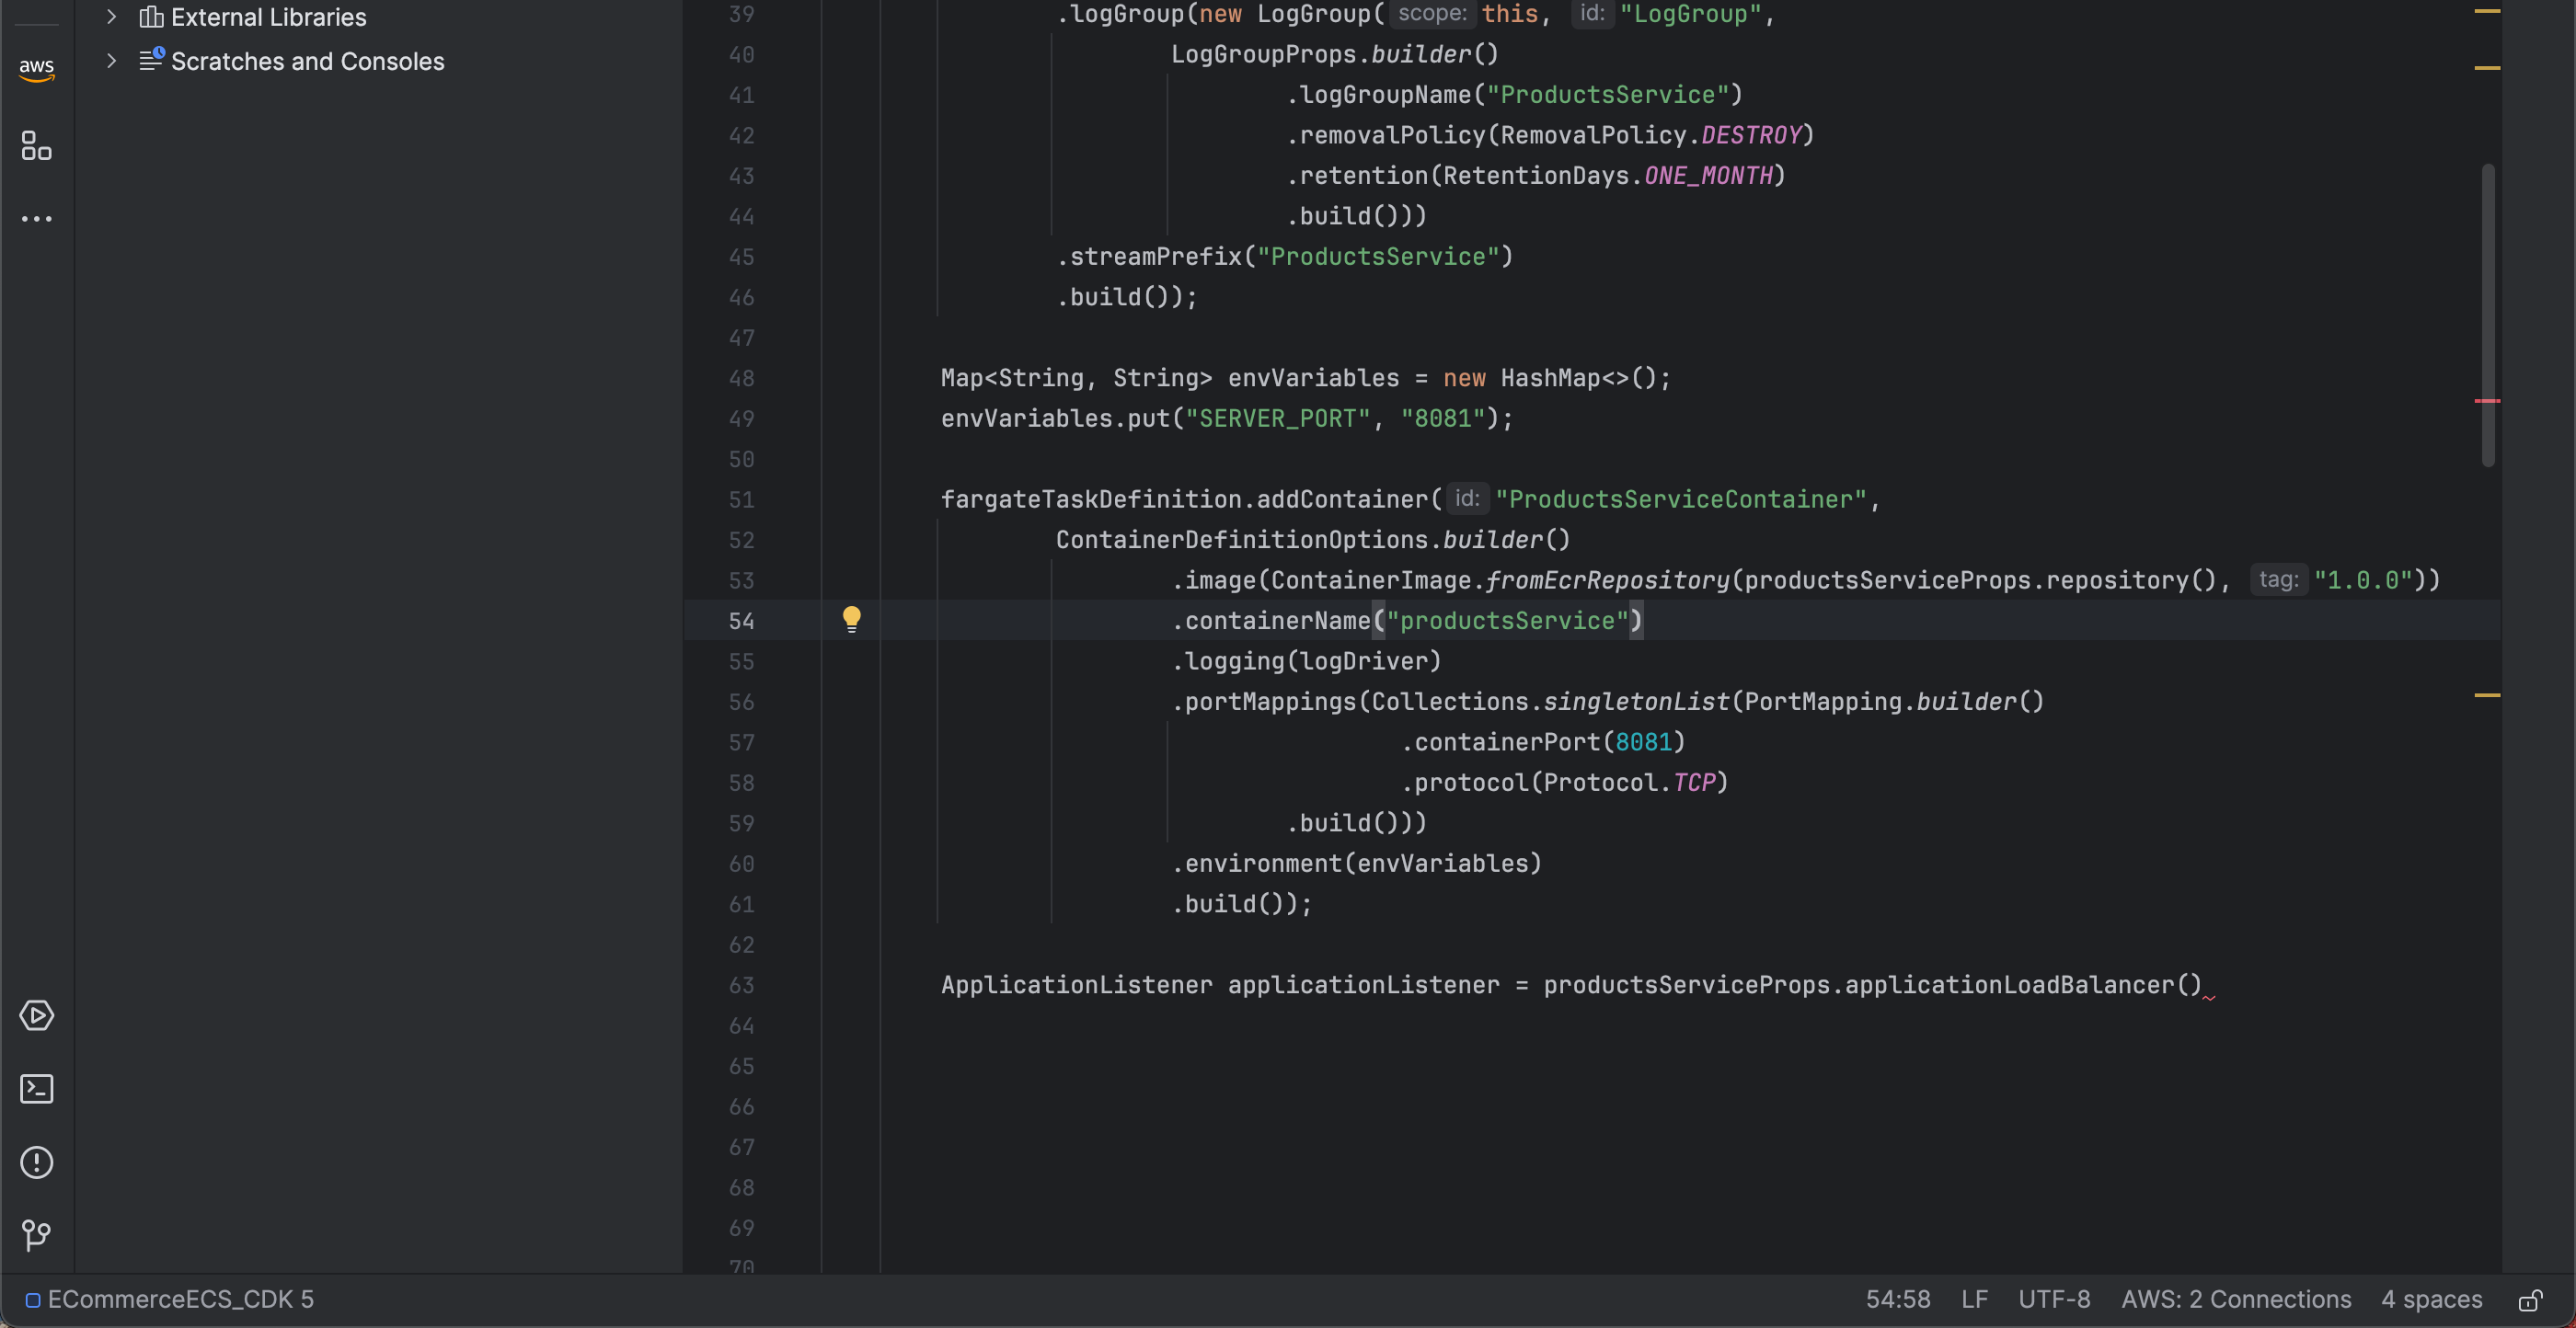 External Libraries
Scratches and Consoles
aws
39 .logGroup(new LogGroup( scope: this, id: "LogGroup",
40 LogGroupProps.builder()
41 .logGroupName("ProductsService")
42 .removalPolicy(RemovalPolicy.DESTROY)
43 .retention(RetentionDays.ONE_MONTH)
44 .build()))
45 .streamPrefix("ProductsService")
46 .build());
47
48 Map<String, String> envVariables = new HashMap<>();
49 envVariables.put("SERVER_PORT", "8081");
50
51 fargateTaskDefinition.addContainer( id: "ProductsServiceContainer",
52 ContainerDefinitionOptions.builder()
53 .image(ContainerImage.fromEcrRepository(productsServiceProps.repository(), tag: "1.0.0"))
54 .containerName("productsService")
55 .logging(logDriver)
56 .portMappings(Collections.singletonList(PortMapping.builder()
57 .containerPort(8081)
58 .protocol(Protocol.TCP)
59 .build()))
60 .environment(envVariables)
61 .build());
62
63 ApplicationListener applicationListener = productsServiceProps.applicationLoadBalancer()
64
65
66
67
68
69
70
ECommerceECS_CDK 5
54:58 LF UTF-8 AWS: 2 Connections 4 spaces